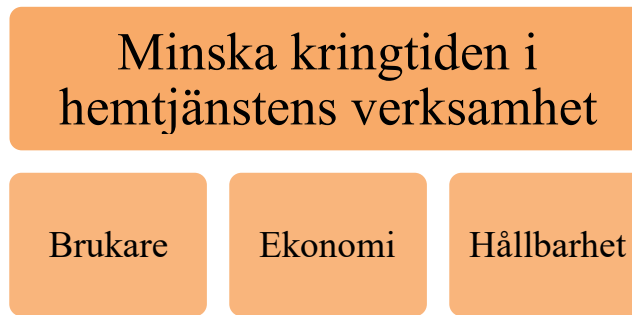 Minska kringtiden i
hemtjänstens verksamhet
Brukare
Ekonomi
Hållbarhet